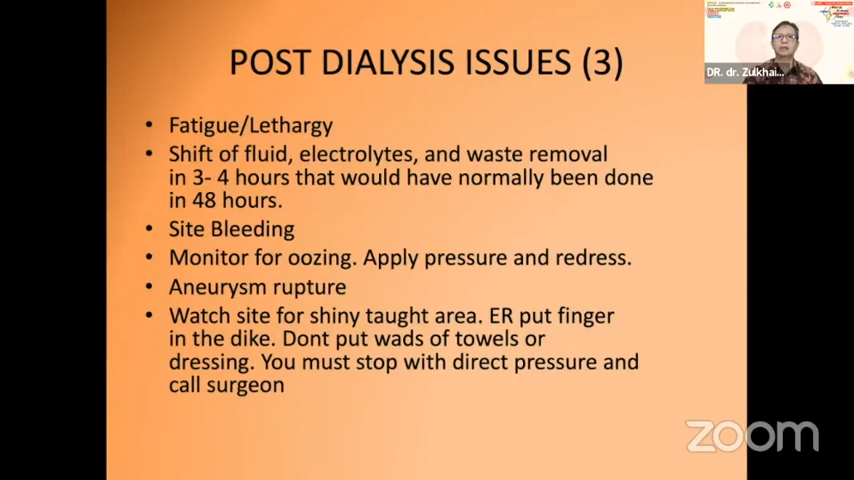 POST DIALYSIS ISSUES (3)
• Fatigue/Lethargy
• Shift of fluid, electrolytes, and waste removal
in 3- 4 hours that would have normally been done
in 48 hours.
• Site Bleeding
• Monitor for oozing. Apply pressure and redress.
• Aneurysm rupture
• Watch site for shiny taught area. ER put finger
in the dike. Dont put wads of towels or
dressing. You must stop with direct pressure and
call surgeon
DR. dr. Zulkhai...
zoom